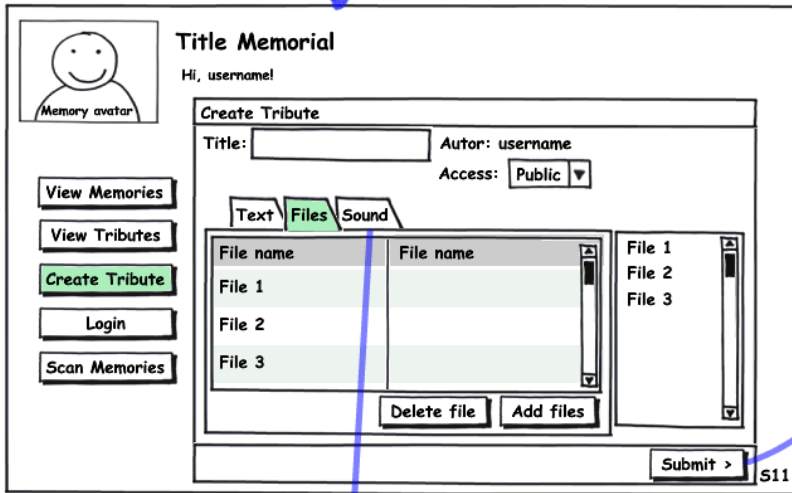 Title Memorial
Hi, username!
Memory avatar
View Memories
View Tributes
Create Tribute
Login
Scan Memories
Create Tribute
Title:
Autor: username
Access: Public
Text Files Sound
File name File name
File 1
File 2
File 3
Delete file Add files
File 1
File 2
File 3
Submit >
S11